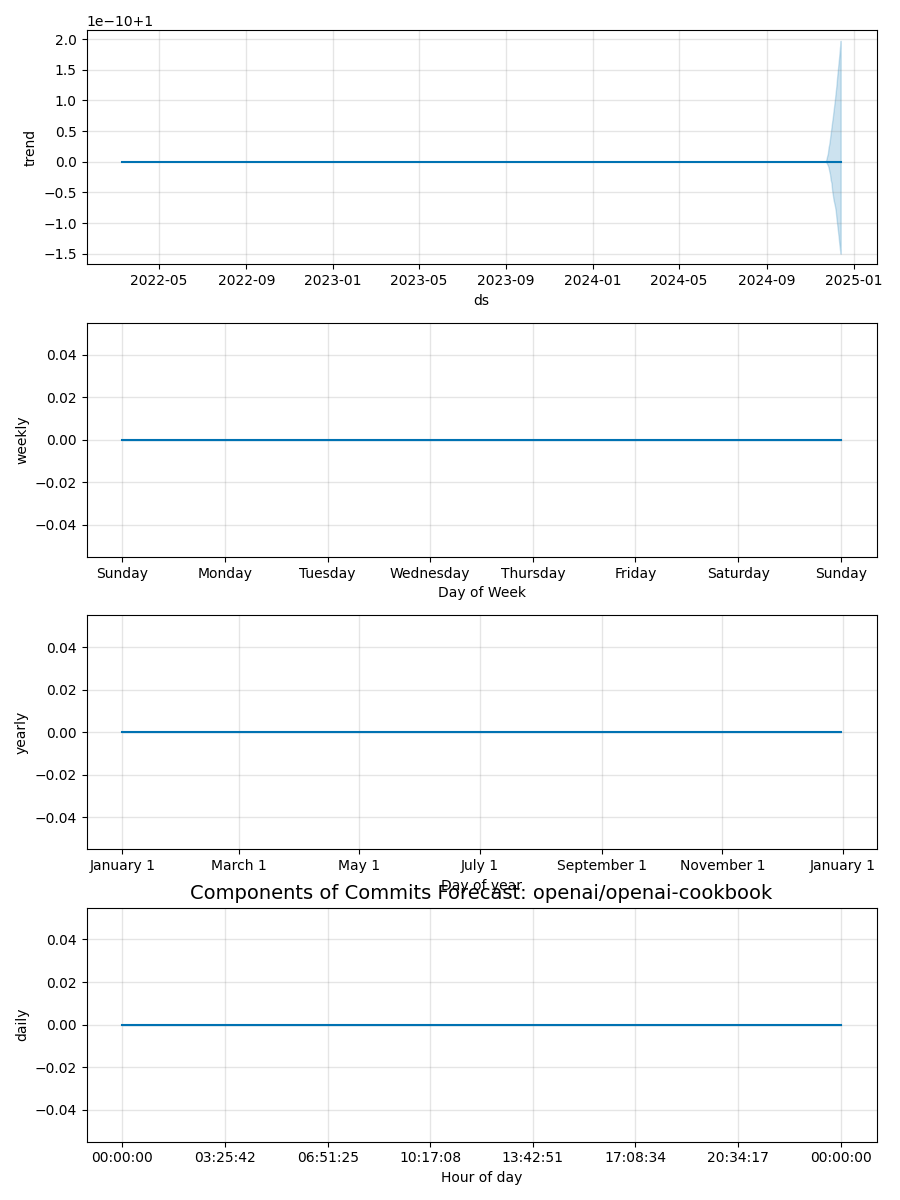 1e−10+1
2.0
1.5
1.0
0.5
0.0
−0.5
−1.0
−1.5
trend
2022-05 2022-09 2023-01 2023-05 2023-09 2024-01 2024-05 2024-09 2025-01
ds
0.04
0.02
0.00
−0.02
−0.04
weekly
Sunday Monday Tuesday Wednesday Thursday Friday Saturday Sunday
Day of Week
0.04
0.02
0.00
−0.02
−0.04
yearly
January 1 March 1 May 1 July 1 September 1 November 1 January 1
Day of year
Components of Commits Forecast: openai/openai-cookbook
0.04
0.02
0.00
−0.02
−0.04
daily
00:00:00 03:25:42 06:51:25 10:17:08 13:42:51 17:08:34 20:34:17 00:00:00
Hour of day